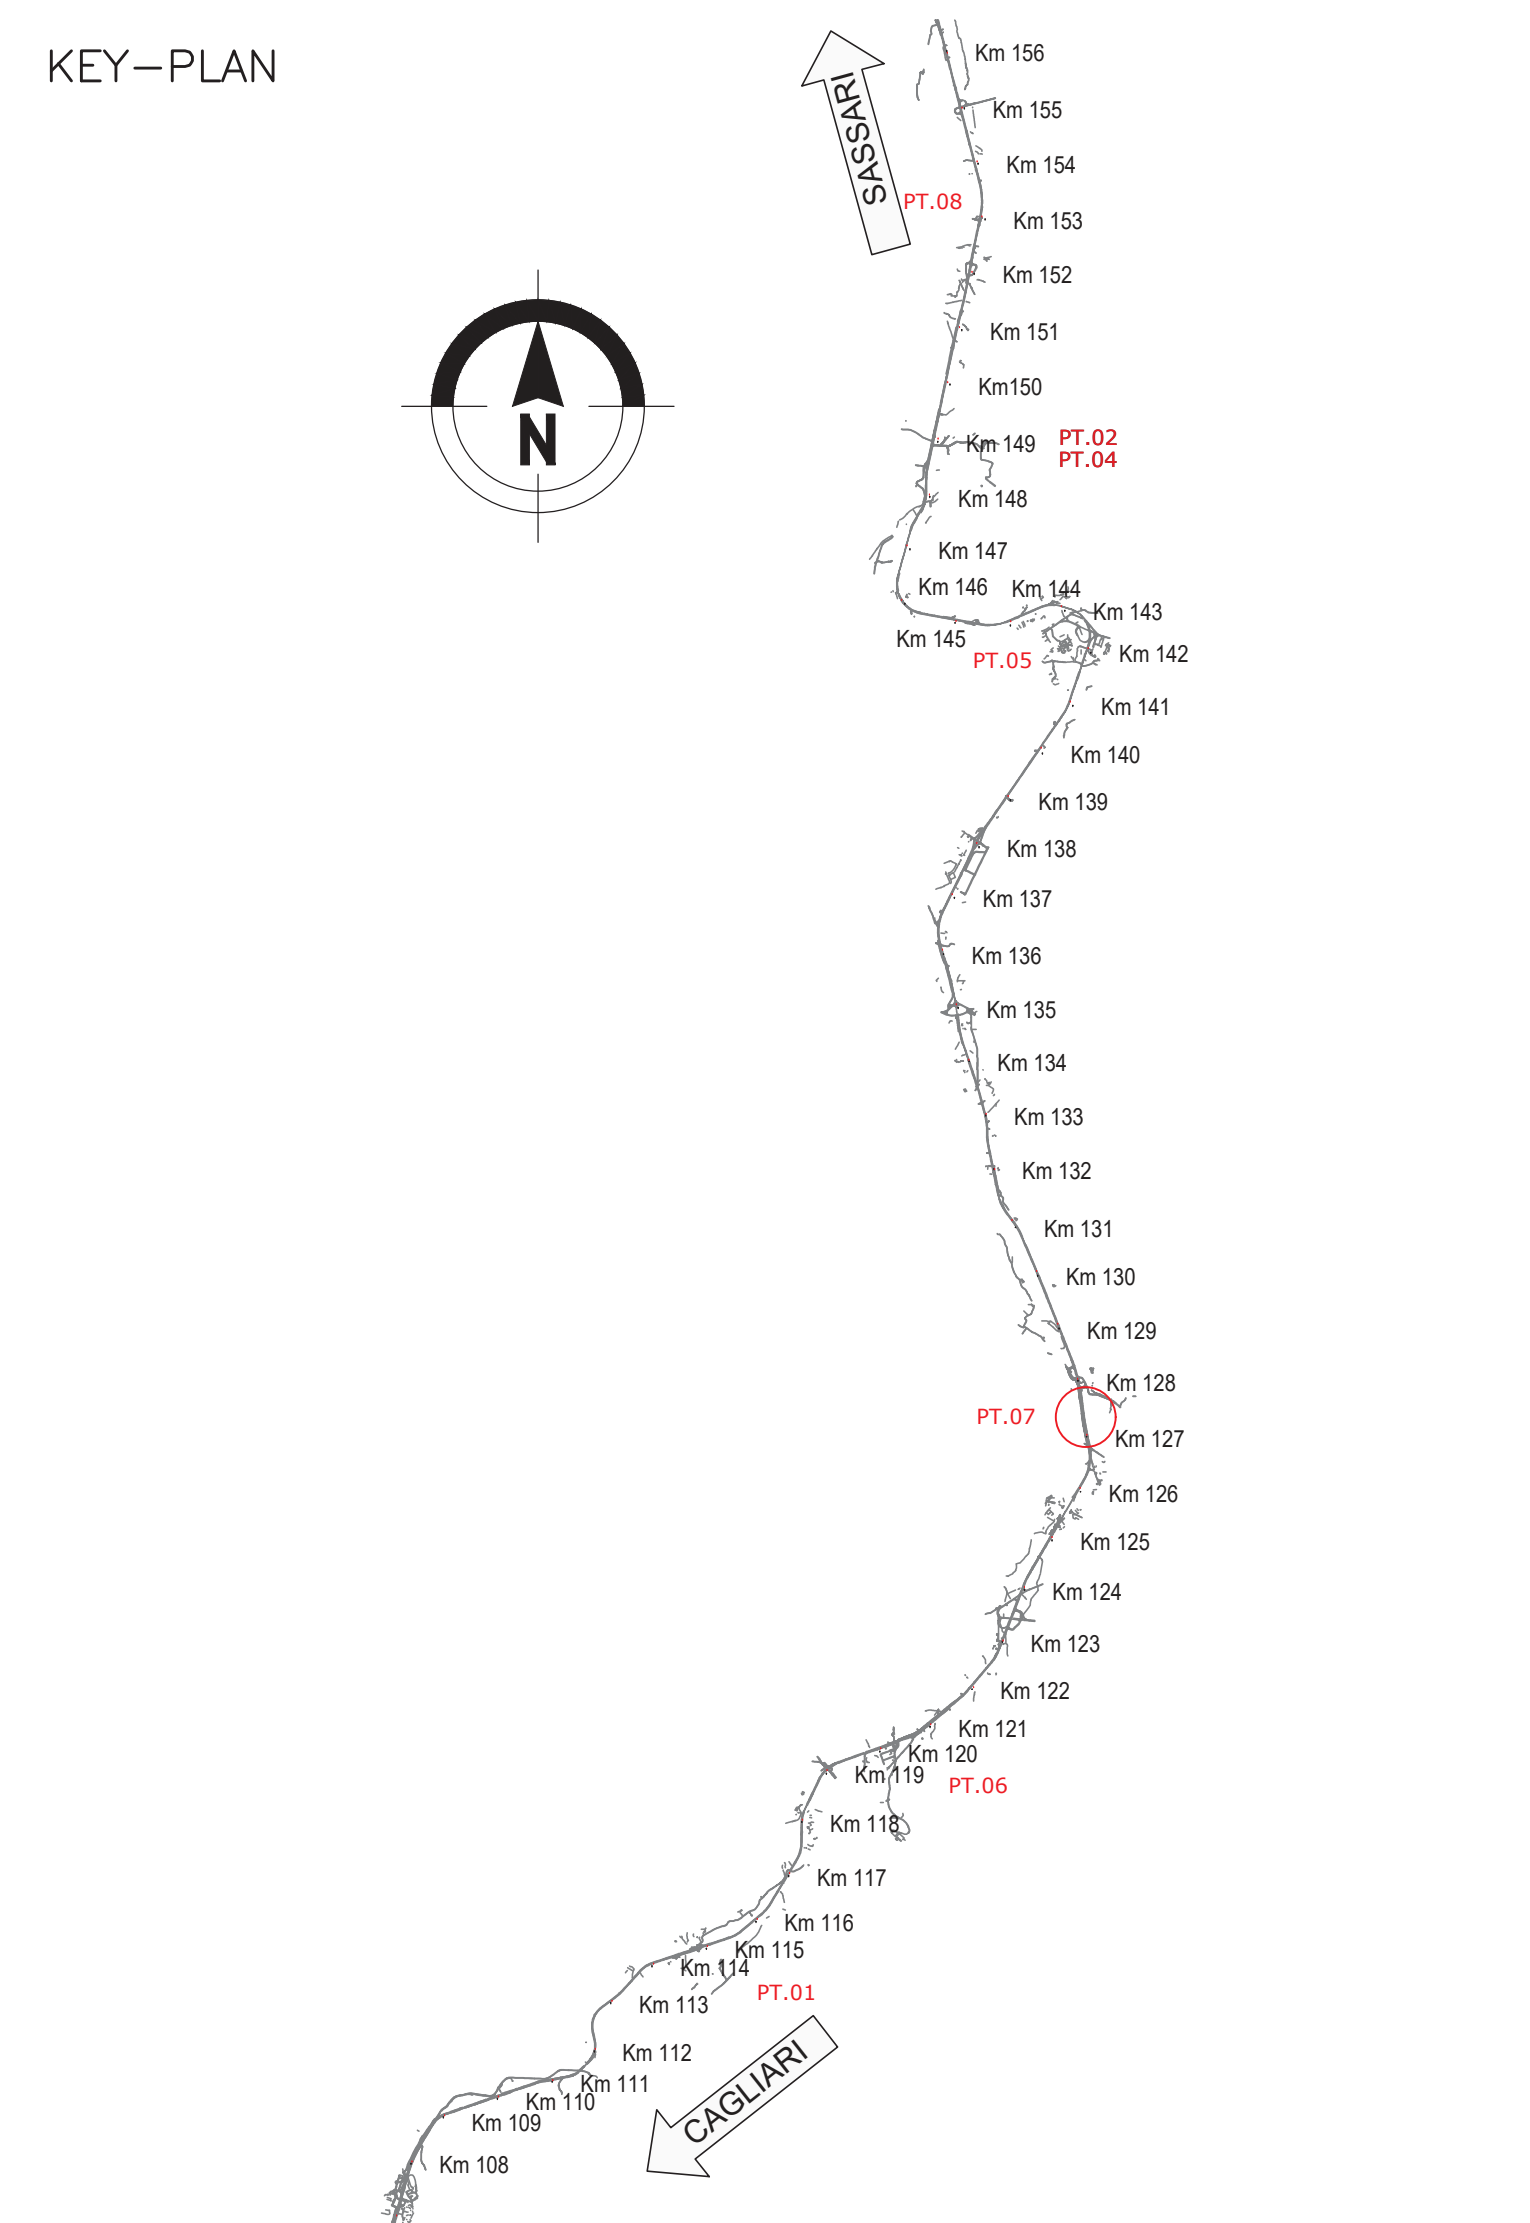 KEY-PLAN
Km 156
SASSARI
Km 155
Km 154
PT.08
Km 153
Km 152
Km 151
Km150
N
Km 149
PT.02
PT.04
Km 148
Km 147
Km 146
Km 144
Km 143
Km 145
Km 142
PT.05
Km 141
Km 140
Km 139
Km 138
Km 137
Km 136
Km 135
Km 134
Km 133
Km 132
Km 131
Km 130
Km 129
Km 128
PT.07
Km 127
Km 126
Km 125
Km 124
Km 123
Km 122
Km 121
Km 120
Km 119
PT.06
Km 118
Km 117
Km 116
Km 115
Km 114
PT.01
Km 113
Km 112
CAGLIARI
Km 111
Km 110
Km 109
Km 108